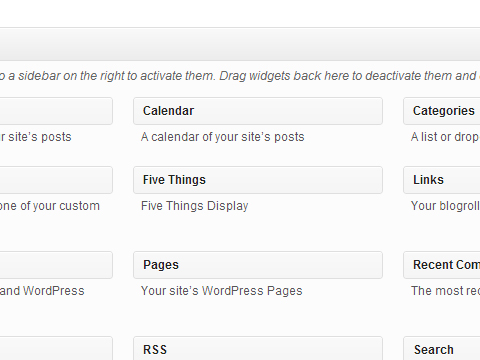 o a sidebar on the right to activate them. Drag widgets back here to deactivate them and
Calendar Categories
r site's posts A calendar of your site's posts A list or drop
Five Things Links
one of your custom Five Things Display Your blogroll
Pages Recent Com
and WordPress Your site's WordPress Pages The most rec
RSS Search